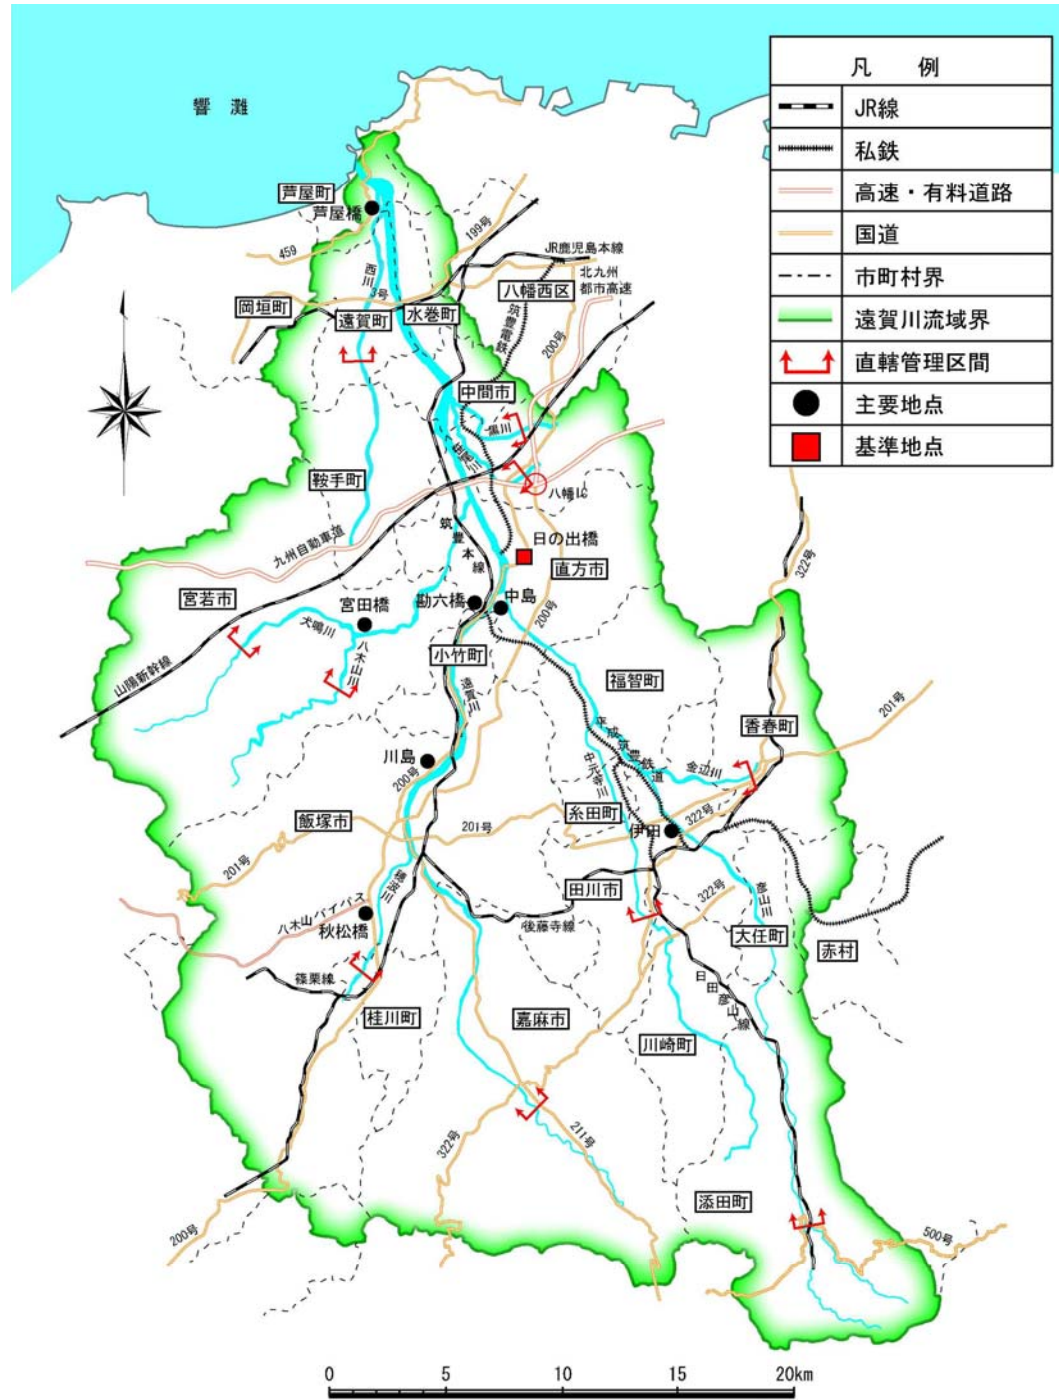 響灘
凡例
JR線
私鉄
高速・有料道路
国道
市町村界
遠賀川流域界
直轄管理区間
主要地点
基準地点
芦屋町
芦屋橋
459
199号
西川
3号
JR鹿児島本線
北九州
都市高速
八幡西区
岡垣町
遠賀町
水巻町
筑豊電鉄
200号
中間市
黒川
笹尾川
鞍手町
八幡IC
九州自動車道
筑豊本線
日の出橋
直方市
322号
宮若市
宮田橋
勘六橋
中島
犬鳴川
八木山川
200号
小竹町
山陽新幹線
遠賀川
福智町
香春町
201号
平成筑豊鉄道
川島
200号
中元寺川
金辺川
飯塚市
201号
糸田町
322号
伊田
201号
穂波川
田川市
322号
彦山川
八木山バイパス
秋松橋
後藤寺線
大任町
赤村
篠栗線
日田彦山線
桂川町
嘉麻市
川崎町
322号
211号
添田町
200号
500号
0 5 10 15 20km